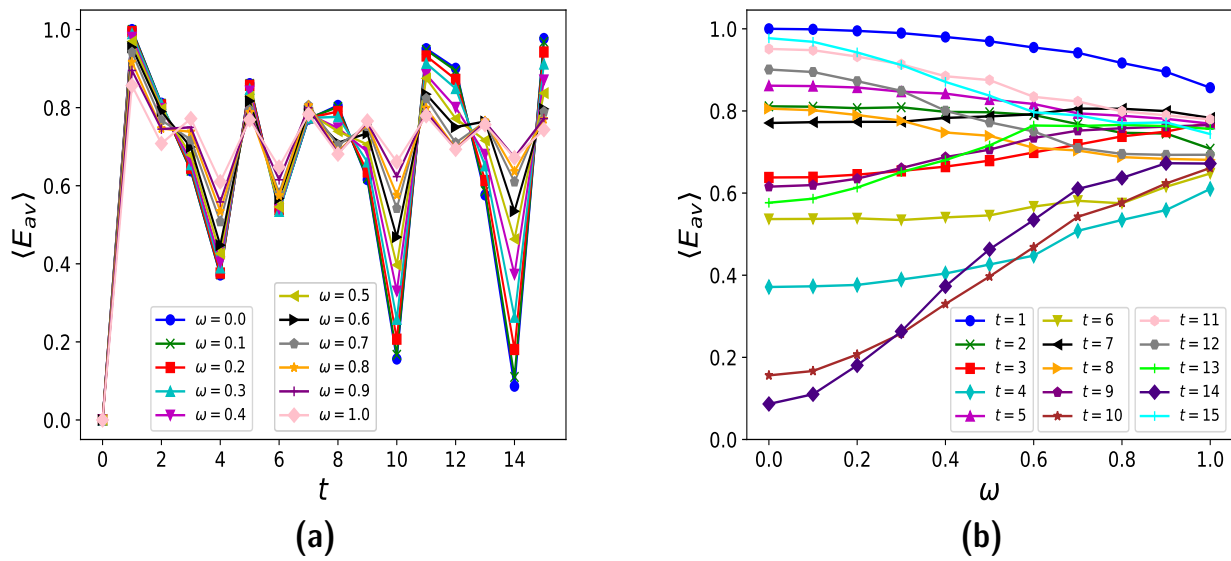 1.0
0.8
0.6
0.4
0.2
0.0
⟨E_av⟩
ω = 0.0
ω = 0.1
ω = 0.2
ω = 0.3
ω = 0.4
ω = 0.5
ω = 0.6
ω = 0.7
ω = 0.8
ω = 0.9
ω = 1.0
0 2 4 6 8 10 12 14
t
(a)
1.0
0.8
0.6
0.4
0.2
0.0
⟨E_av⟩
t = 1
t = 2
t = 3
t = 4
t = 5
t = 6
t = 7
t = 8
t = 9
t = 10
t = 11
t = 12
t = 13
t = 14
t = 15
0.0 0.2 0.4 0.6 0.8 1.0
ω
(b)